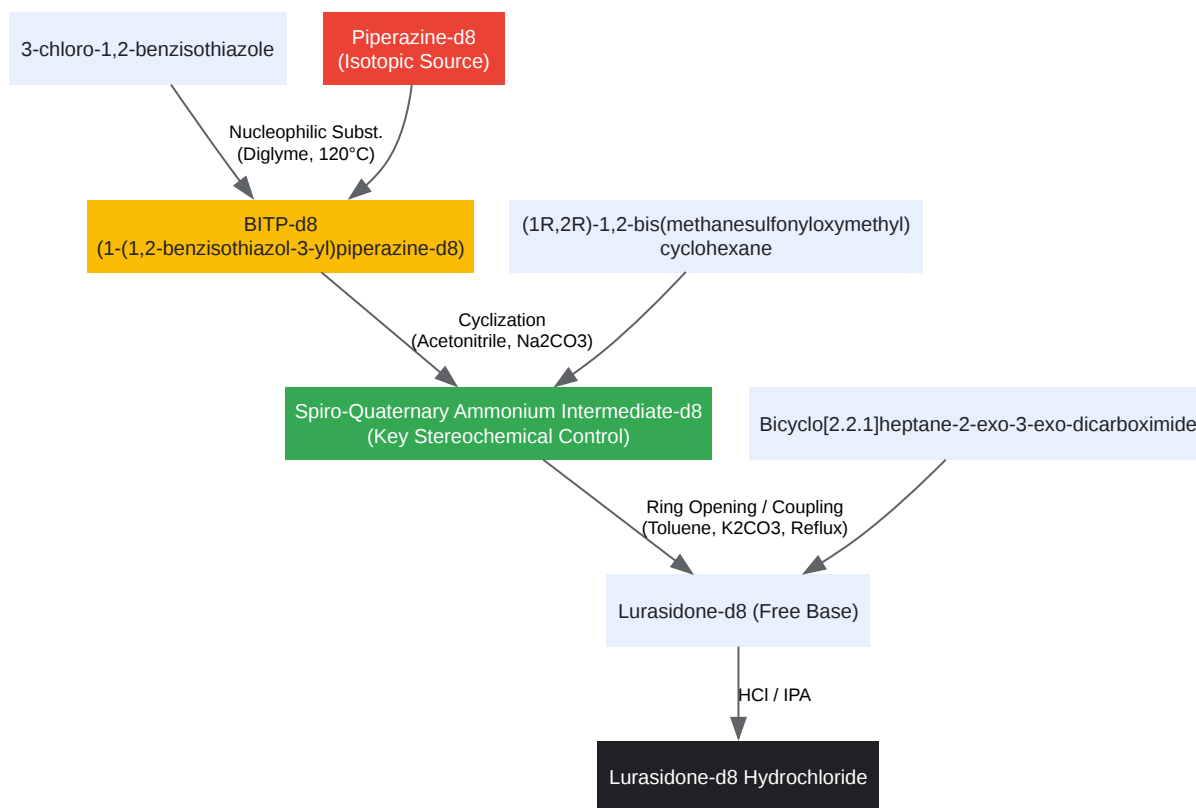 3-chloro-1,2-benzisothiazole
Piperazine-d8
(Isotopic Source)
Nucleophilic Subst.
(Diglyme, 120°C)
BITP-d8
(1-(1,2-benzisothiazol-3-yl)piperazine-d8)
(1R,2R)-1,2-bis(methanesulfonyloxymethyl)
cyclohexane
Cyclization
(Acetonitrile, Na2CO3)
Spiro-Quaternary Ammonium Intermediate-d8
(Key Stereochemical Control)
Bicyclo[2.2.1]heptane-2-exo-3-exo-dicarboximide
Ring Opening / Coupling
(Toluene, K2CO3, Reflux)
Lurasidone-d8 (Free Base)
HCl / IPA
Lurasidone-d8 Hydrochloride